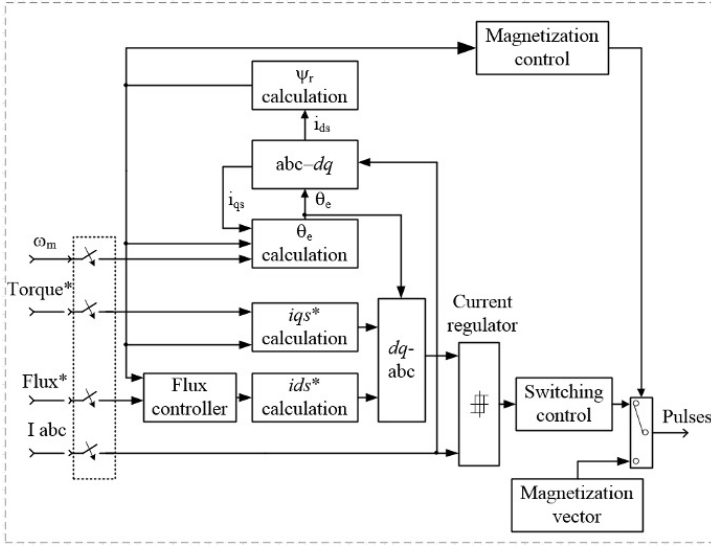 Magnetization
control
Ψr
calculation
ids
abc–dq
iqs
θe
θe
calculation
ωm
Torque*
iqs*
calculation
Current
regulator
dq-
abc
Flux*
Flux
controller
ids*
calculation
Switching
control
Pulses
I abc
Magnetization
vector